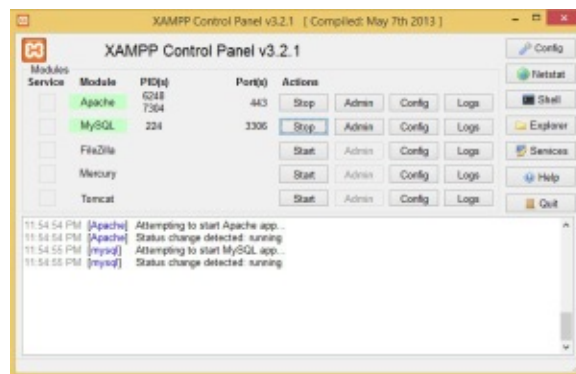 XAMPP Control Panel v3.2.1 [ Compiled: May 7th 2013 ]
XAMPP Control Panel v3.2.1
Config
Modules
Service Module PID(s) Port(s) Actions
Netstat
Apache 6248 7304 443 Stop Admin Config Logs
Shell
MySQL 224 3306 Stop Admin Config Logs
Explorer
FileZilla Start Admin Config Logs
Services
Mercury Start Admin Config Logs
Help
Tomcat Start Admin Config Logs
Quit
11:54:54 PM [Apache] Attempting to start Apache app...
11:54:54 PM [Apache] Status change detected: running
11:54:55 PM [mysql] Attempting to start MySQL app...
11:54:55 PM [mysql] Status change detected: running